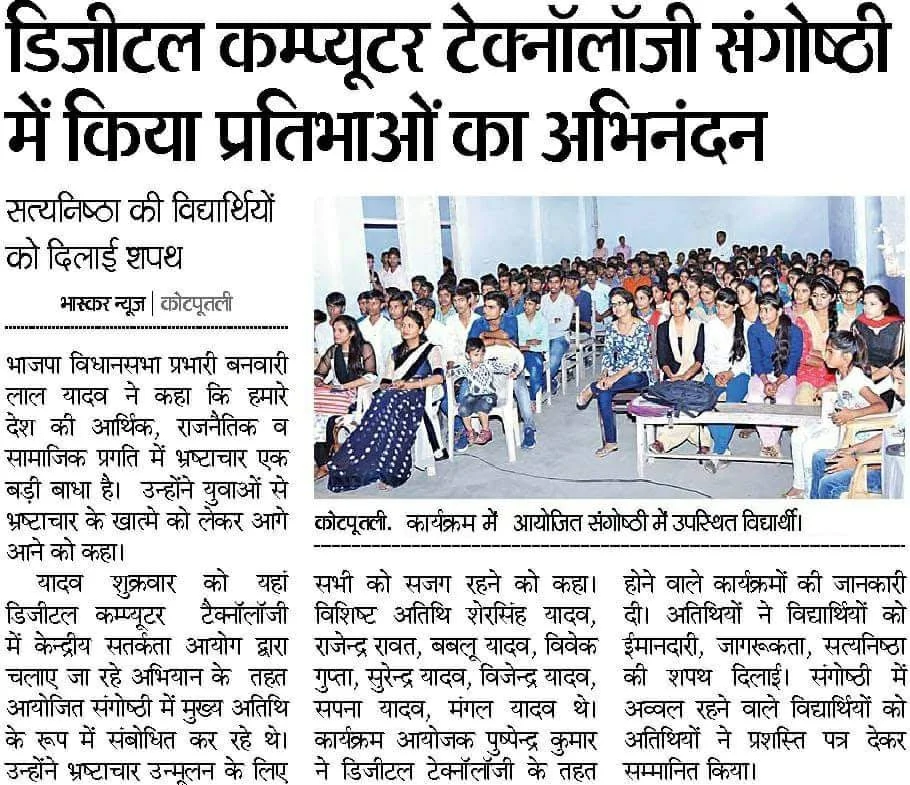 डिजीटल कम्प्यूटर टेक्नॉलॉजी संगोष्ठी
में किया प्रतिभाओं का अभिनंदन
सत्यनिष्ठा की विद्यार्थियों
को दिलाई शपथ
भास्कर न्यूज | कोटपूतली
भाजपा विधानसभा प्रभारी बनवारी
लाल यादव ने कहा कि हमारे
देश की आर्थिक, राजनैतिक व
सामाजिक प्रगति में भ्रष्टाचार एक
बड़ी बाधा है। उन्होंने युवाओं से
भ्रष्टाचार के खात्मे को लेकर आगे
आने को कहा।
यादव शुक्रवार को यहां
डिजीटल कम्प्यूटर टैक्नॉलॉजी
में केन्द्रीय सतर्कता आयोग द्वारा
चलाए जा रहे अभियान के तहत
आयोजित संगोष्ठी में मुख्य अतिथि
के रूप में संबोधित कर रहे थे।
उन्होंने भ्रष्टाचार उन्मूलन के लिए
कोटपूतली. कार्यक्रम में आयोजित संगोष्ठी में उपस्थित विद्यार्थी।
सभी को सजग रहने को कहा।
विशिष्ट अतिथि शेरसिंह यादव,
राजेन्द्र रावत, बबलू यादव, विवेक
गुप्ता, सुरेन्द्र यादव, विजेन्द्र यादव,
सपना यादव, मंगल यादव थे।
कार्यक्रम आयोजक पुष्पेन्द्र कुमार
ने डिजीटल टेक्नॉलॉजी के तहत
होने वाले कार्यक्रमों की जानकारी
दी। अतिथियों ने विद्यार्थियों को
ईमानदारी, जागरूकता, सत्यनिष्ठा
की शपथ दिलाई। संगोष्ठी में
अव्वल रहने वाले विद्यार्थियों को
अतिथियों ने प्रशस्ति पत्र देकर
सम्मानित किया।